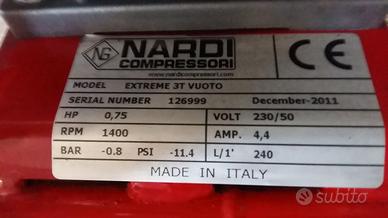 NG NARDI
COMPRESSORI
www.nardicompressori.com
CE
MODEL EXTREME 3T VUOTO
SERIAL NUMBER 126999 December-2011
HP 0,75 VOLT 230/50
RPM 1400 AMP. 4,4
BAR -0.8 PSI -11.4 L/1' 240
MADE IN ITALY
subito